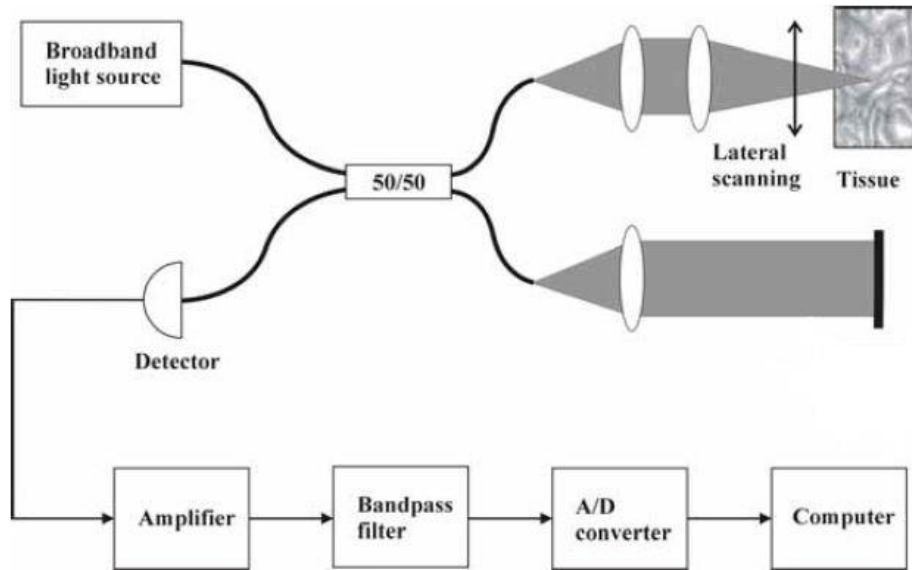 Broadband
light source
50/50
Lateral
scanning
Tissue
Detector
Amplifier
Bandpass
filter
A/D
converter
Computer